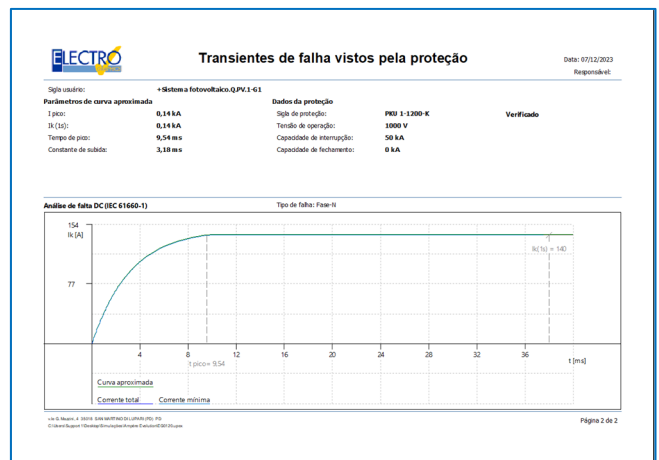 ELECTRO
Transientes de falha vistos pela proteção
Data: 07/12/2023
Responsável:
Sigla usuário: +Sistema fotovoltaico.Q.PV.1-G1
Parâmetros de curva aproximada Dados da proteção
I pico: 0,14 kA Sigla de proteção: PKU 1-1200-K Verificado
Ik (1s): 0,14 kA Tensão de operação: 1000 V
Tempo de pico: 9,54 ms Capacidade de interrupção: 50 kA
Constante de subida: 3,18 ms Capacidade de fechamento: 0 kA
Análise de falta DC (IEC 61660-1) Tipo de falha: Fase-N
154
Ik [A]
Ik(1s) = 140
77
4 8 12 16 20 24 28 32 36
t [ms]
t pico= 9.54
Curva aproximada
Corrente total Corrente mínima
Página 2 de 2